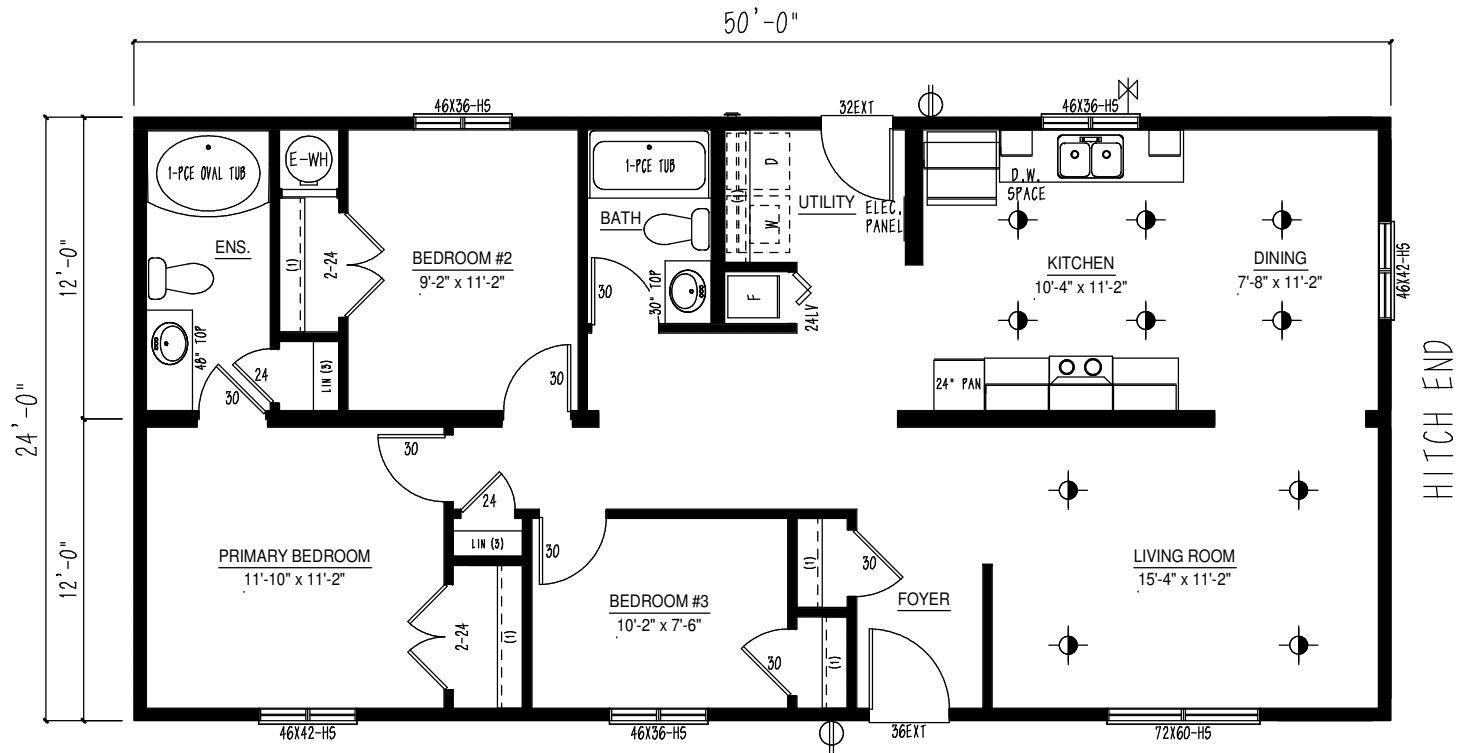 50'-0"
46X36-HS
32EXT
46X36-HS
1-PCE OVAL TUB
E-WH
1-PCE TUB
D
W
(1)
UTILITY
ELEC.
PANEL
D.W.
SPACE
BATH
ENS.
(1)
2-24
BEDROOM #2
9'-2" x 11'-2"
30
30" TOP
F
24LV
KITCHEN
10'-4" x 11'-2"
DINING
7'-8" x 11'-2"
46X42-HS
12'-0"
48" TOP
24
30
LIN (3)
30
24" PAN
24'-0"
HITCH END
30
24
LIN (3)
30
12'-0"
PRIMARY BEDROOM
11'-10" x 11'-2"
2-24
(1)
BEDROOM #3
10'-2" x 7'-6"
(1)
30
FOYER
30
(1)
LIVING ROOM
15'-4" x 11'-2"
46X42-HS
46X36-HS
36EXT
72X60-HS